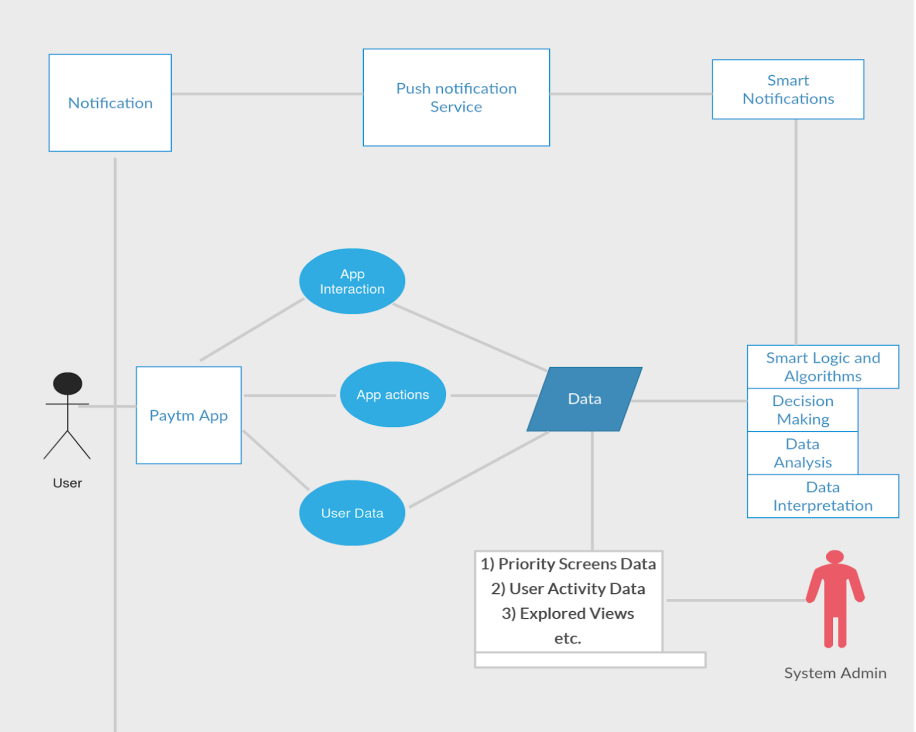 Notification
Push notification
Service
Smart
Notifications
App
Interaction
App actions
User Data
Paytm App
User
Data
Smart Logic and
Algorithms
Decision
Making
Data
Analysis
Data
Interpretation
1) Priority Screens Data
2) User Activity Data
3) Explored Views
etc.
System Admin